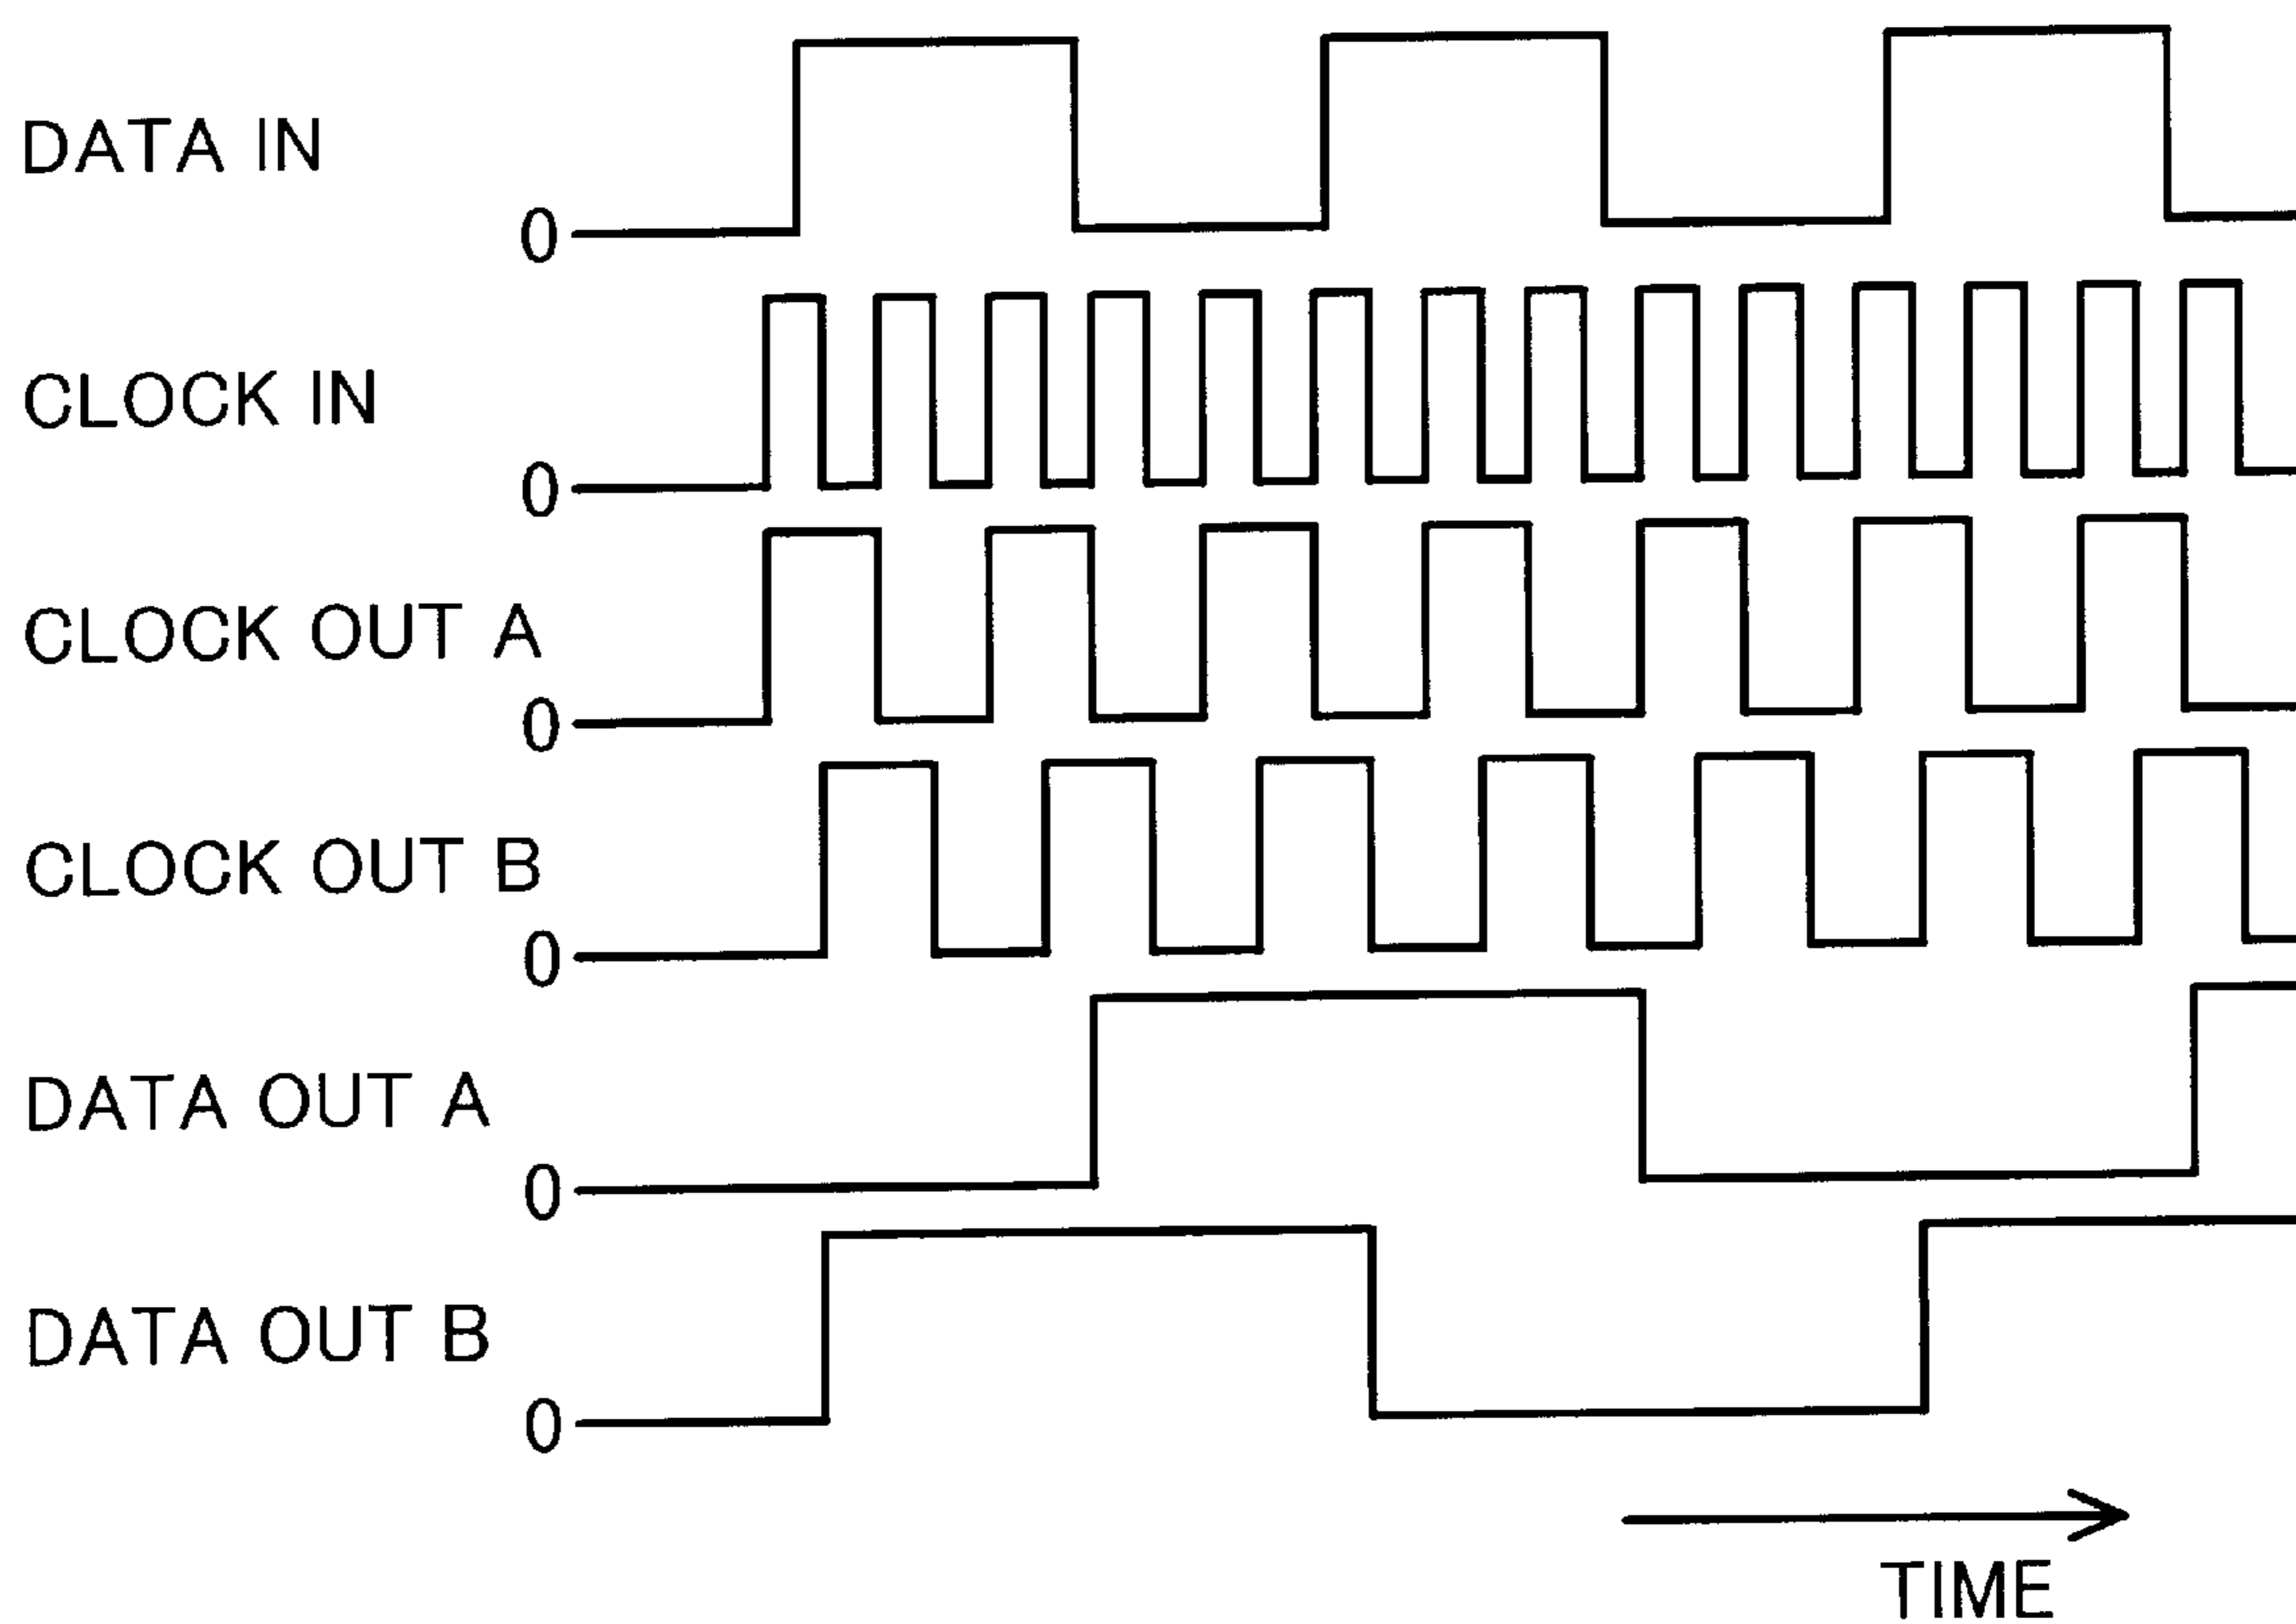 DATA IN
0
CLOCK IN
0
CLOCK OUT A
0
CLOCK OUT B
0
DATA OUT A
0
DATA OUT B
0
TIME